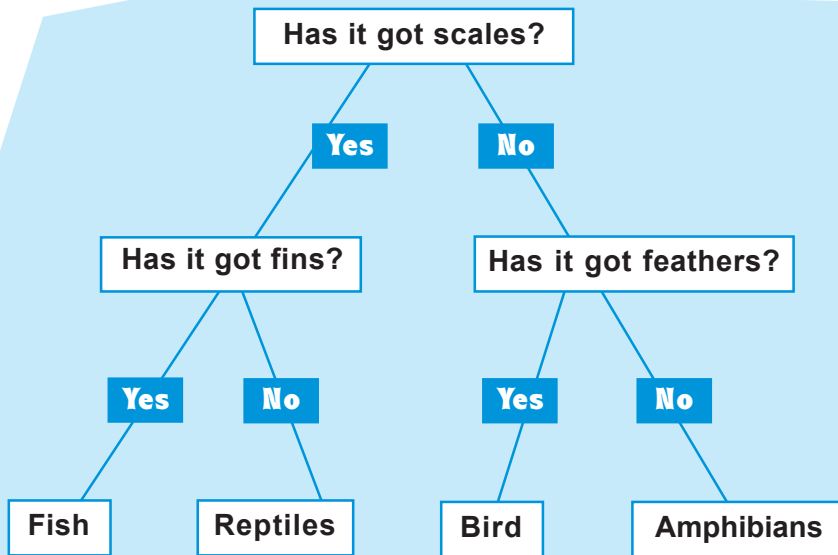 Has it got scales?
Yes
No
Has it got fins?
Has it got feathers?
Yes
No
Yes
No
Fish
Reptiles
Bird
Amphibians